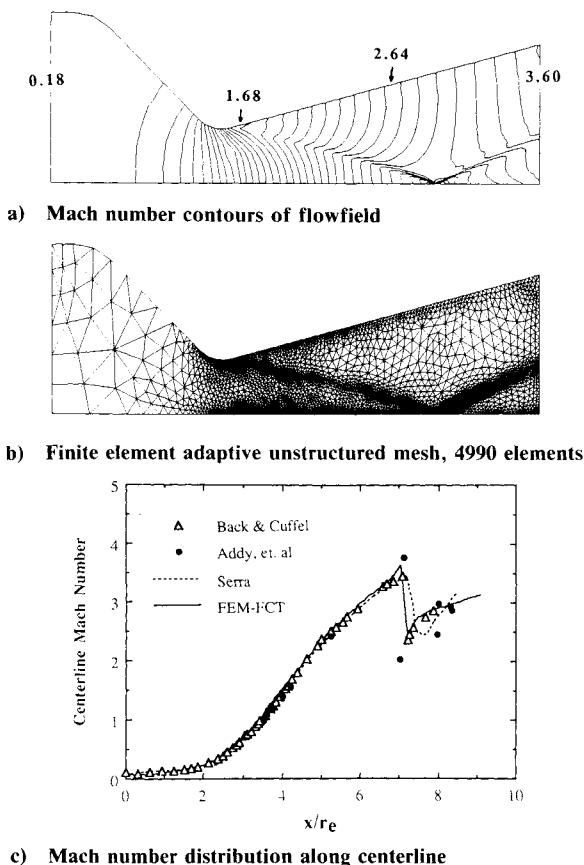 2.64
0.18
3.60
1.68
a) Mach number contours of flowfield
b) Finite element adaptive unstructured mesh, 4990 elements
5
4
3
2
1
0
Centerline Mach Number
Back & Cuffel
Addy, et. al
Serra
FEM-FCT
0 2 4 6 8 10
x/re
c) Mach number distribution along centerline